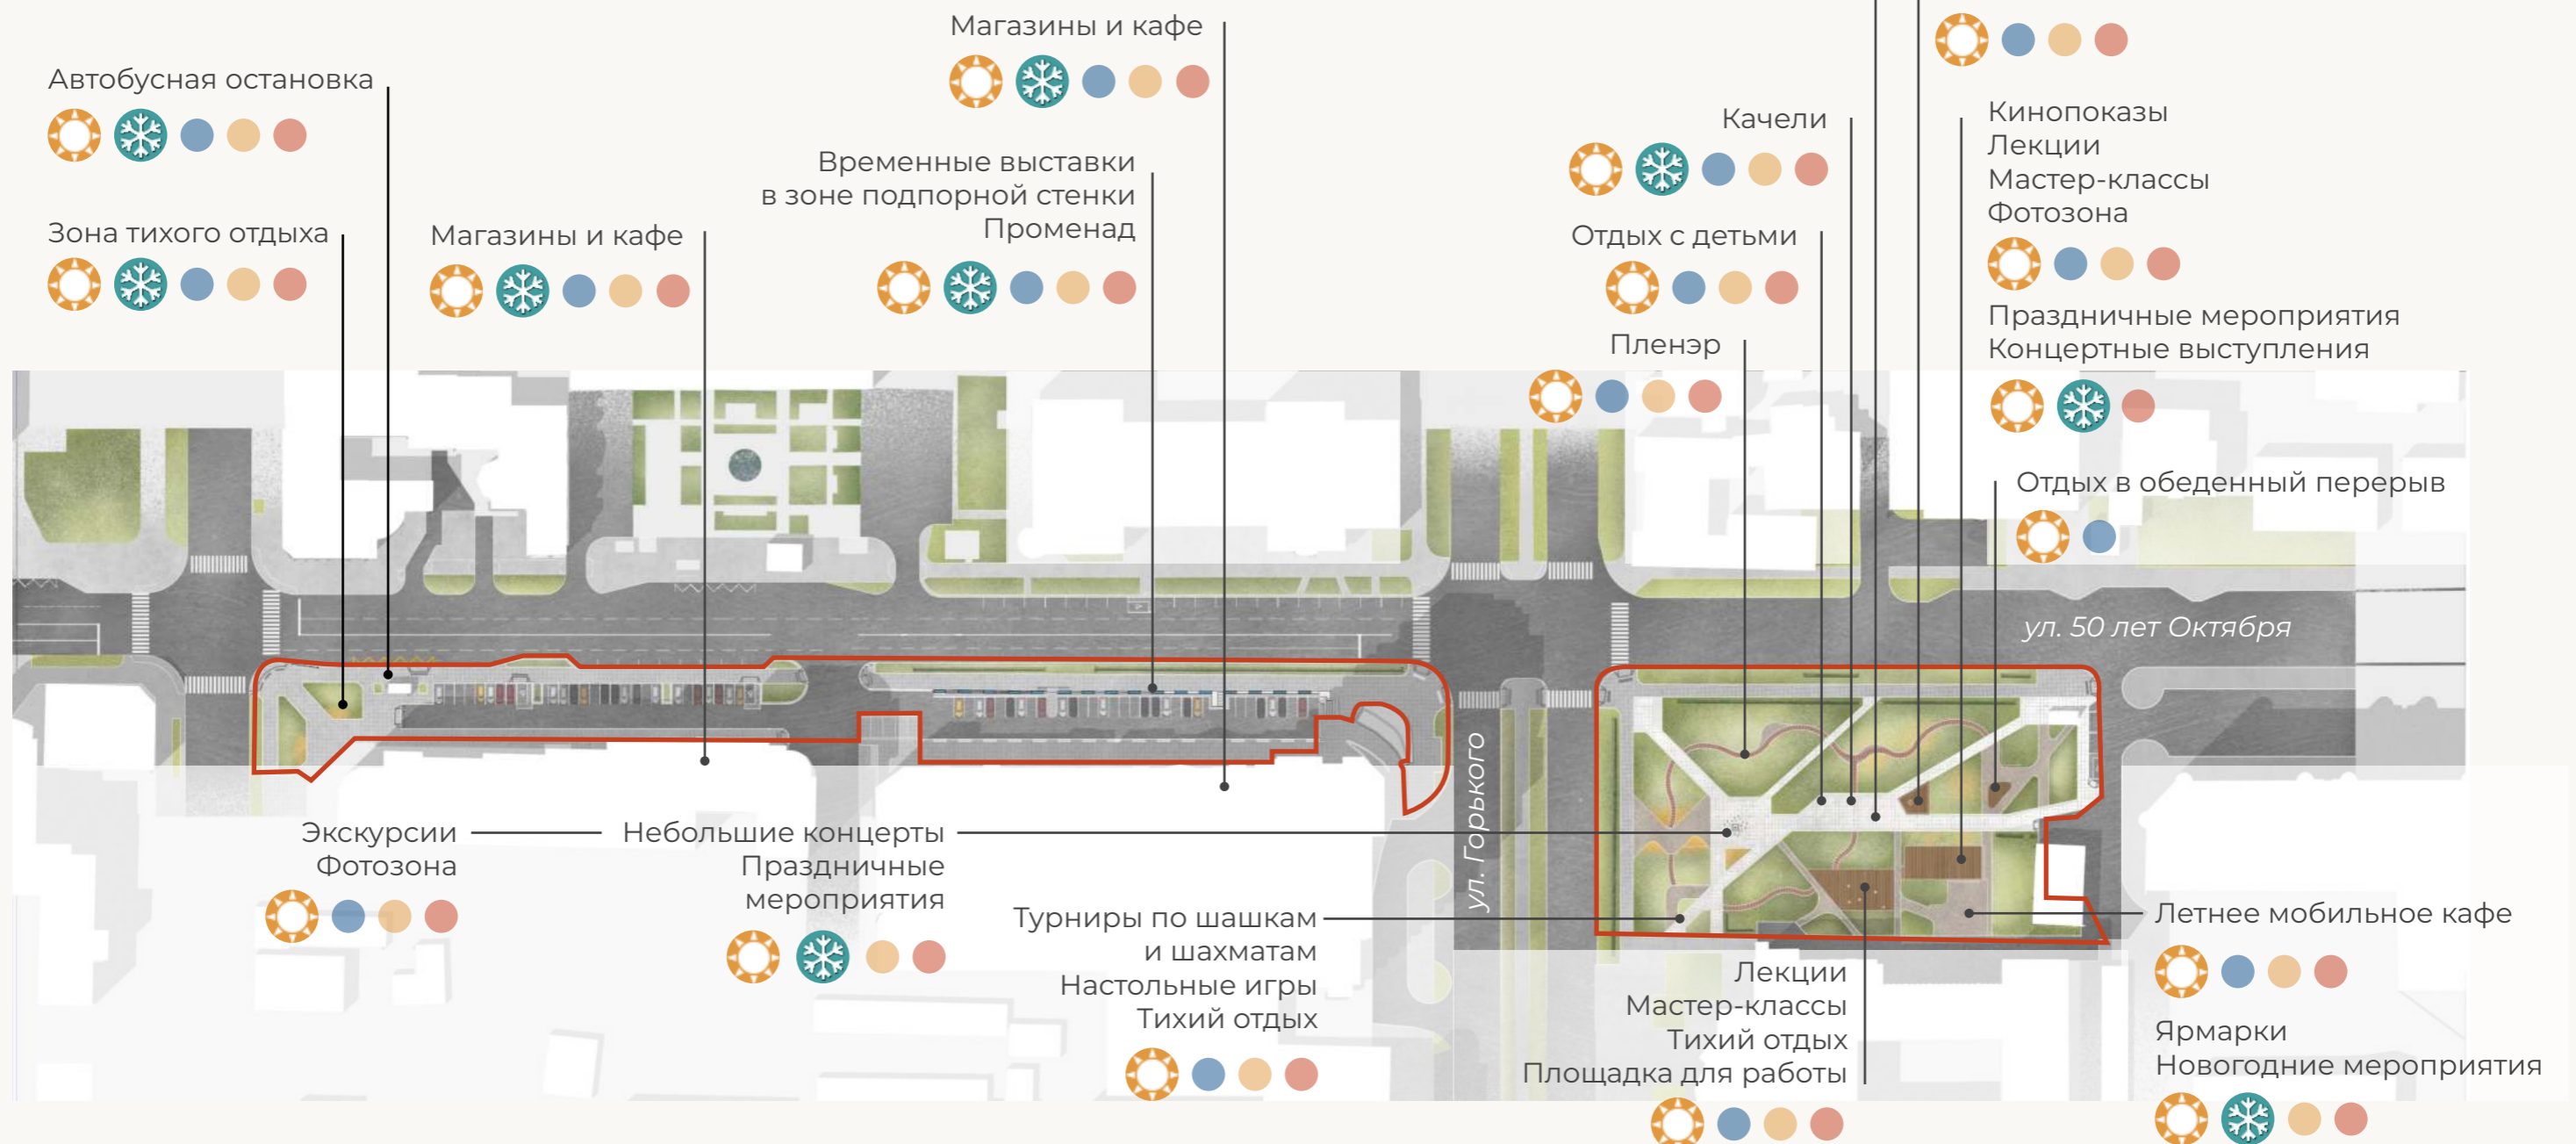 Магазины и кафе
Автобусная остановка
Качели
Кинопоказы
Лекции
Мастер-классы
Фотозона
Временные выставки
в зоне подпорной стенки
Променад
Зона тихого отдыха
Магазины и кафе
Отдых с детьми
Пленэр
Праздничные мероприятия
Концертные выступления
Отдых в обеденный перерыв
ул. 50 лет Октября
ул. Горького
Экскурсии
Фотозона
Небольшие концерты
Праздничные
мероприятия
Турниры по шашкам
и шахматам
Настольные игры
Тихий отдых
Лекции
Мастер-классы
Тихий отдых
Площадка для работы
Летнее мобильное кафе
Ярмарки
Новогодние мероприятия